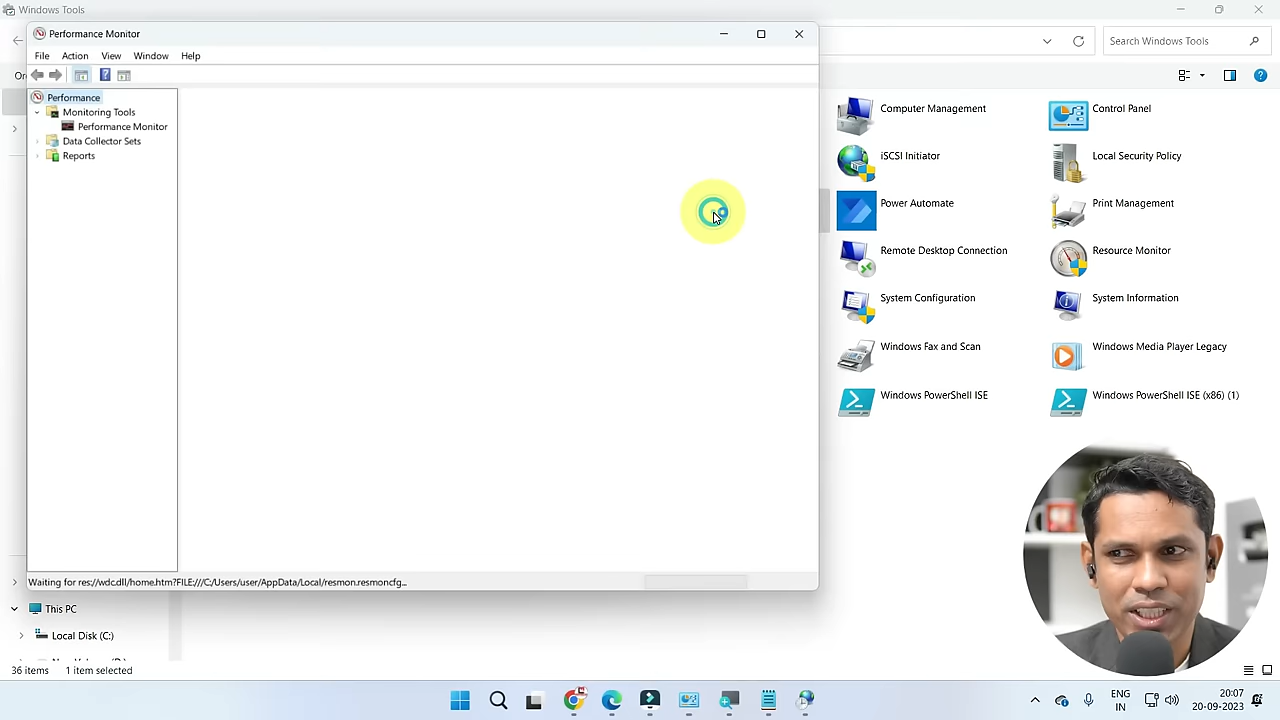 Windows Tools
Performance Monitor
File Action View Window Help
Search Windows Tools
Performance
Monitoring Tools
Performance Monitor
Data Collector Sets
Reports
Computer Management
Control Panel
iSCSI Initiator
Local Security Policy
Power Automate
Print Management
Remote Desktop Connection
Resource Monitor
System Configuration
System Information
Windows Fax and Scan
Windows Media Player Legacy
Windows PowerShell ISE
Windows PowerShell ISE (x86) (1)
Waiting for res://wdc.dll/home.htm?FILE:///C:/Users/user/AppData/Local/resmon.resmoncfg...
This PC
Local Disk (C:)
36 items 1 item selected
ENG
IN
20:07
20-09-2023